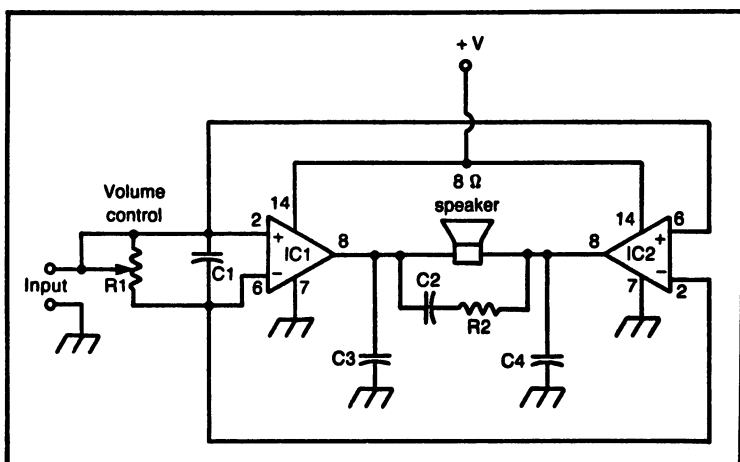 + V
8 Ω
speaker
Volume
control
14
2
+
IC1
8
−
6
7
C1
R1
Input
C2
R2
C3
C4
14
6
+
IC2
8
−
2
7